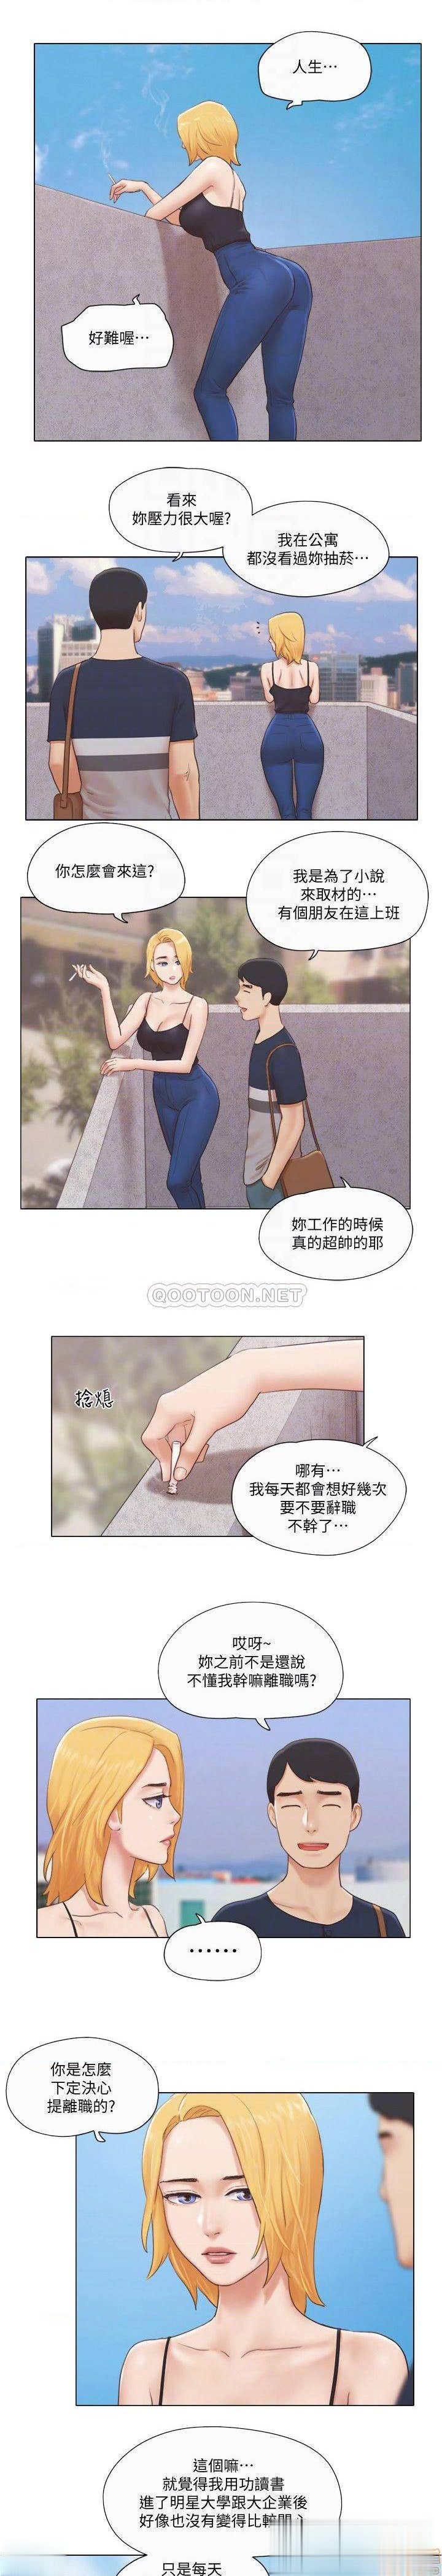 人生…
好難喔…
看來
妳壓力很大喔?
我在公寓
都沒看過妳抽菸…
你怎麼會來這?
我是為了小說
來取材的…
有個朋友在這上班
妳工作的時候
真的超帥的耶
QOOTOON.NET
捻熄
哪有…
我每天都會想好幾次
要不要辭職
不幹了…
哎呀~
妳之前不是還說
不懂我幹嘛離職嗎?
……
你是怎麼
下定決心
提離職的?
這個嘛…
就覺得我用功讀書
進了明星大學跟大企業後
好像也沒有變得比較開心
只是每天